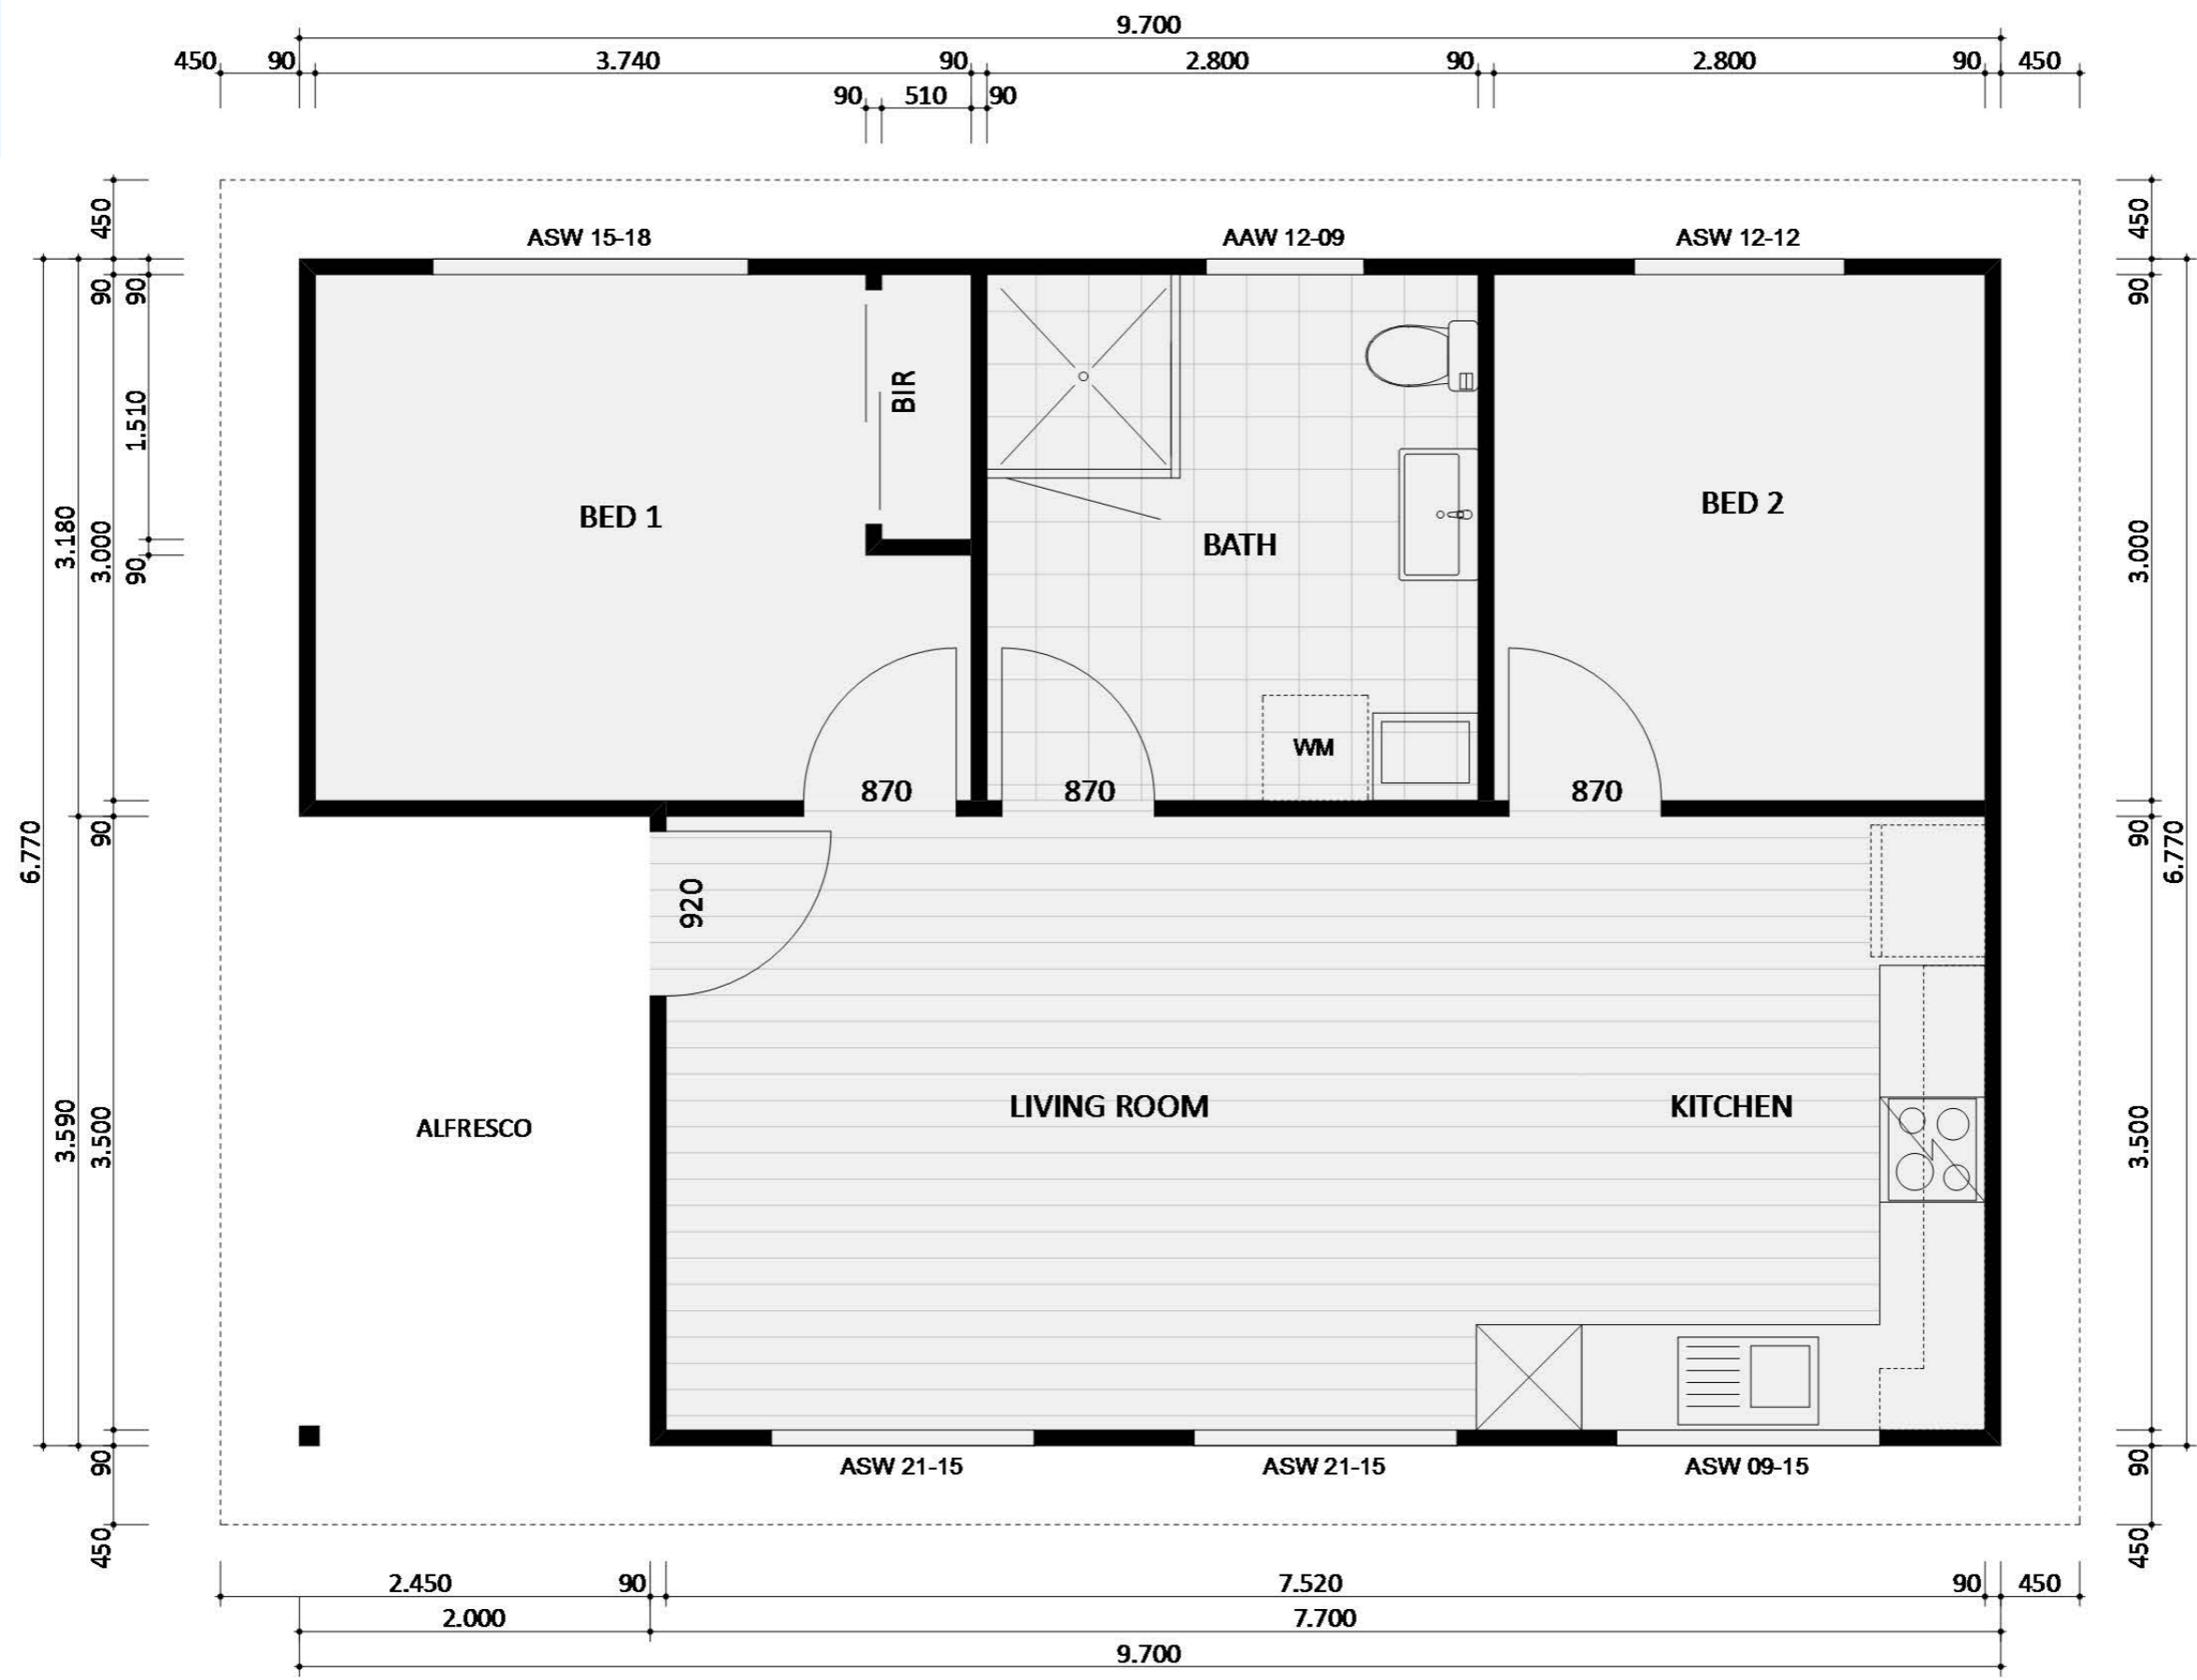 9.700
450 90 3.740 90 2.800 90 2.800 90 450
90 510 90
450
90
90
1.510
3.180
3.000
90
6.770
90
3.590
3.500
90
450
ASW 15-18
AAW 12-09
ASW 12-12
BIR
BED 1
BATH
BED 2
WM
870
870
870
920
LIVING ROOM
KITCHEN
ALFRESCO
ASW 21-15
ASW 21-15
ASW 09-15
450
90
3.000
90
6.770
3.500
90
450
2.450 90 7.520 90 450
2.000 7.700
9.700